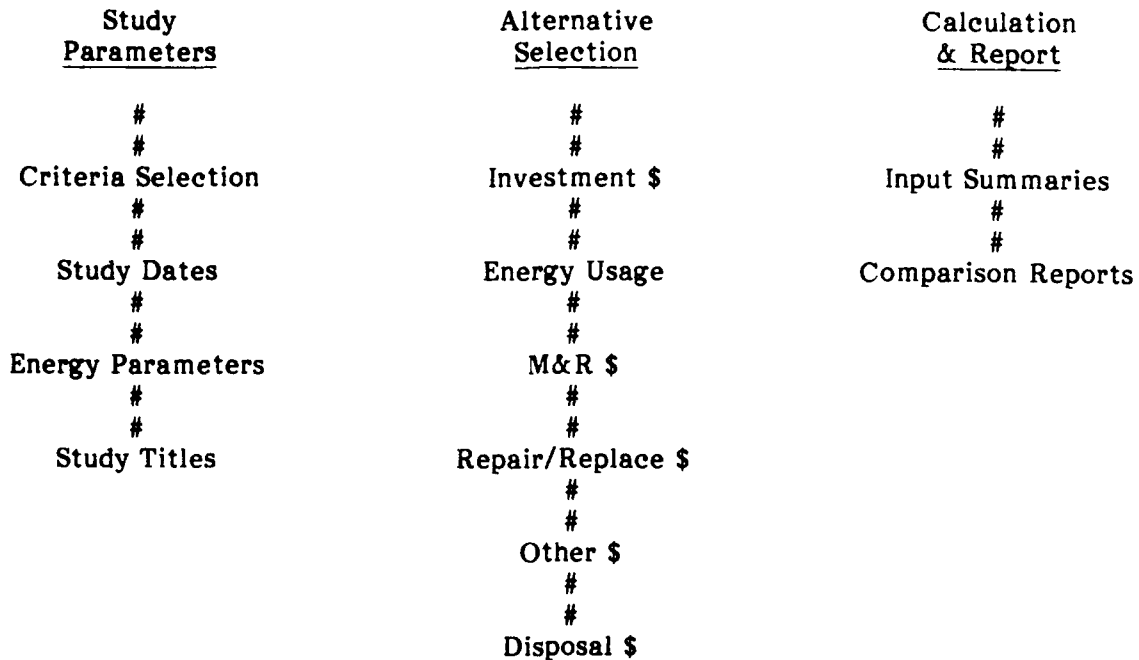 Study
Parameters
#
#
Criteria Selection
#
#
Study Dates
#
#
Energy Parameters
#
#
Study Titles
Alternative
Selection
#
#
Investment $
#
#
Energy Usage
#
#
M&R $
#
#
Repair/Replace $
#
#
Other $
#
#
Disposal $
Calculation
& Report
#
#
Input Summaries
#
#
Comparison Reports